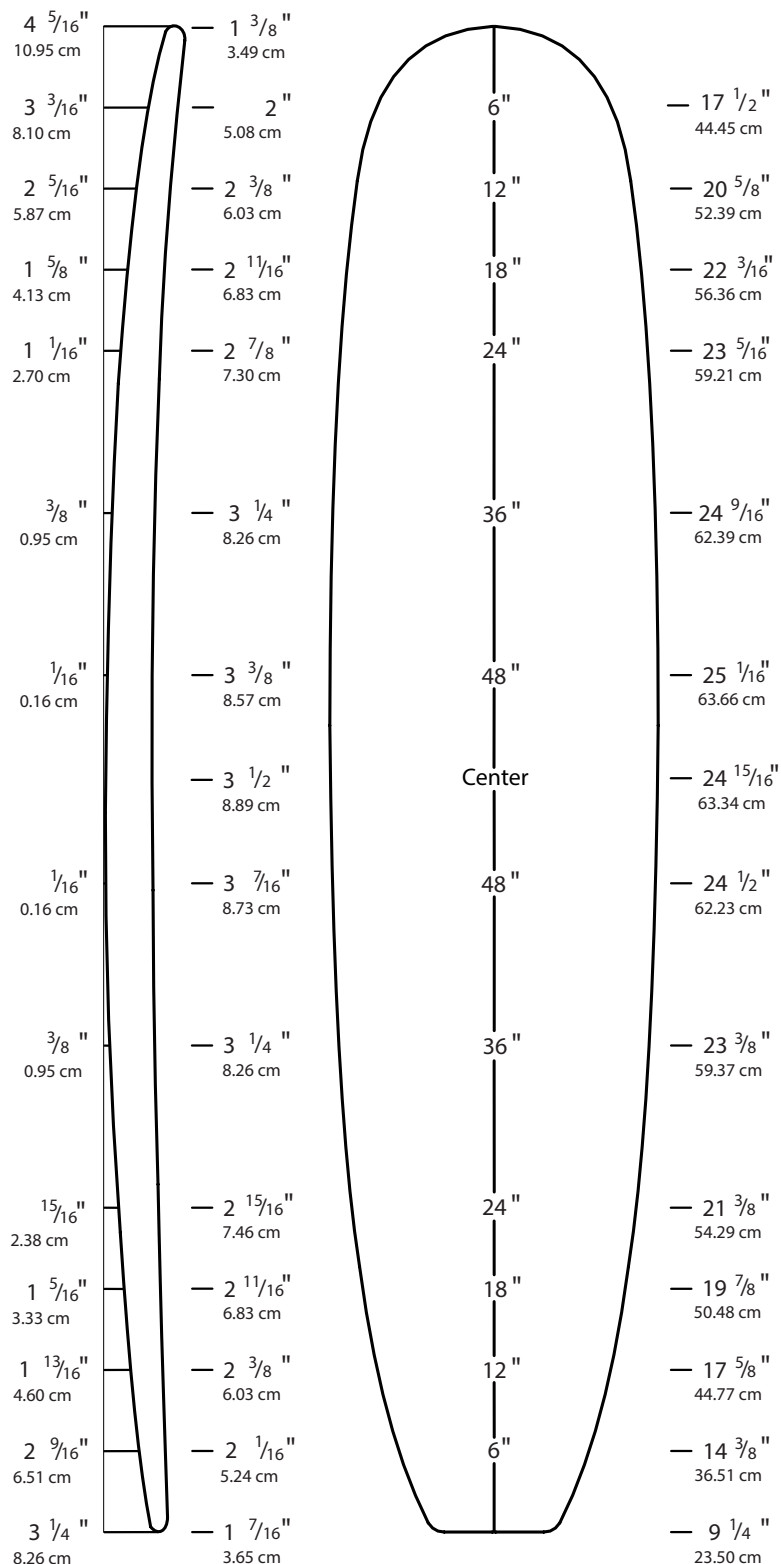 4 5/16" 1 3/8"
10.95 cm 3.49 cm
3 3/16" 2" 6" 17 1/2"
8.10 cm 5.08 cm 44.45 cm
2 5/16" 2 3/8" 12" 20 5/8"
5.87 cm 6.03 cm 52.39 cm
1 5/8" 2 11/16" 18" 22 3/16"
4.13 cm 6.83 cm 56.36 cm
1 1/16" 2 7/8" 24" 23 5/16"
2.70 cm 7.30 cm 59.21 cm
3/8" 3 1/4" 36" 24 9/16"
0.95 cm 8.26 cm 62.39 cm
1/16" 3 3/8" 48" 25 1/16"
0.16 cm 8.57 cm 63.66 cm
3 1/2" Center 24 15/16"
8.89 cm 63.34 cm
1/16" 3 7/16" 48" 24 1/2"
0.16 cm 8.73 cm 62.23 cm
3/8" 3 1/4" 36" 23 3/8"
0.95 cm 8.26 cm 59.37 cm
15/16" 2 15/16" 24" 21 3/8"
2.38 cm 7.46 cm 54.29 cm
1 5/16" 2 11/16" 18" 19 7/8"
3.33 cm 6.83 cm 50.48 cm
1 13/16" 2 3/8" 12" 17 5/8"
4.60 cm 6.03 cm 44.77 cm
2 9/16" 2 1/16" 6" 14 3/8"
6.51 cm 5.24 cm 36.51 cm
3 1/4" 1 7/16" 9 1/4"
8.26 cm 3.65 cm 23.50 cm